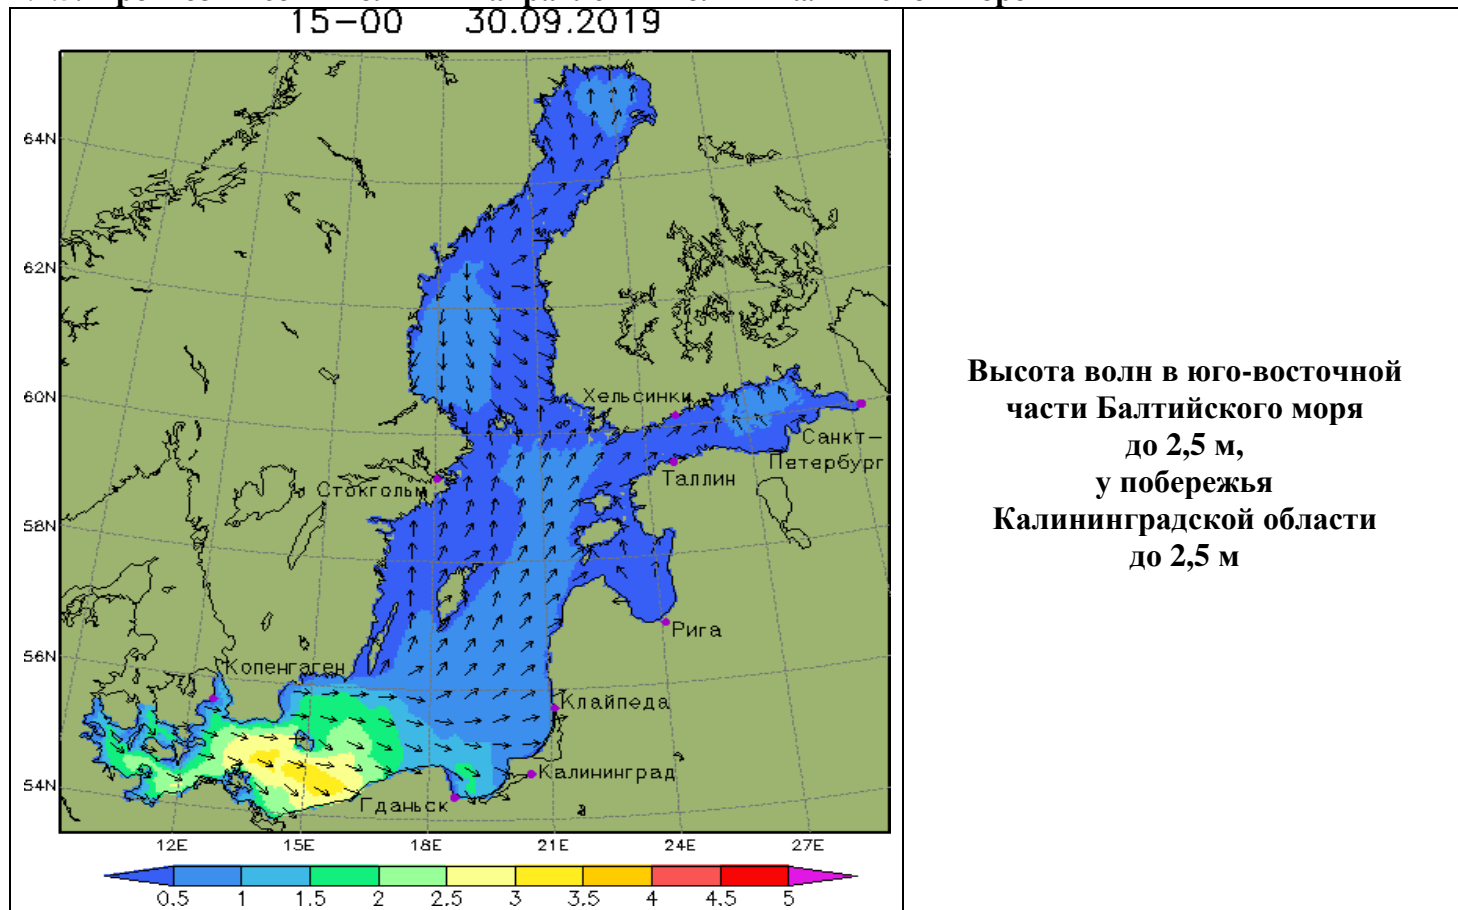 15-00 30.09.2019
64N
62N
60N
58N
56N
54N
Хельсинки
Санкт-
Петербург
Таллин
Стокгольм
Рига
Копенгаген
Клайпеда
Калининград
Гданьск
12E 15E 18E 21E 24E 27E
0,5 1 1,5 2 2,5 3 3,5 4 4,5 5
Высота волн в юго-восточной
части Балтийского моря
до 2,5 м,
у побережья
Калининградской области
до 2,5 м